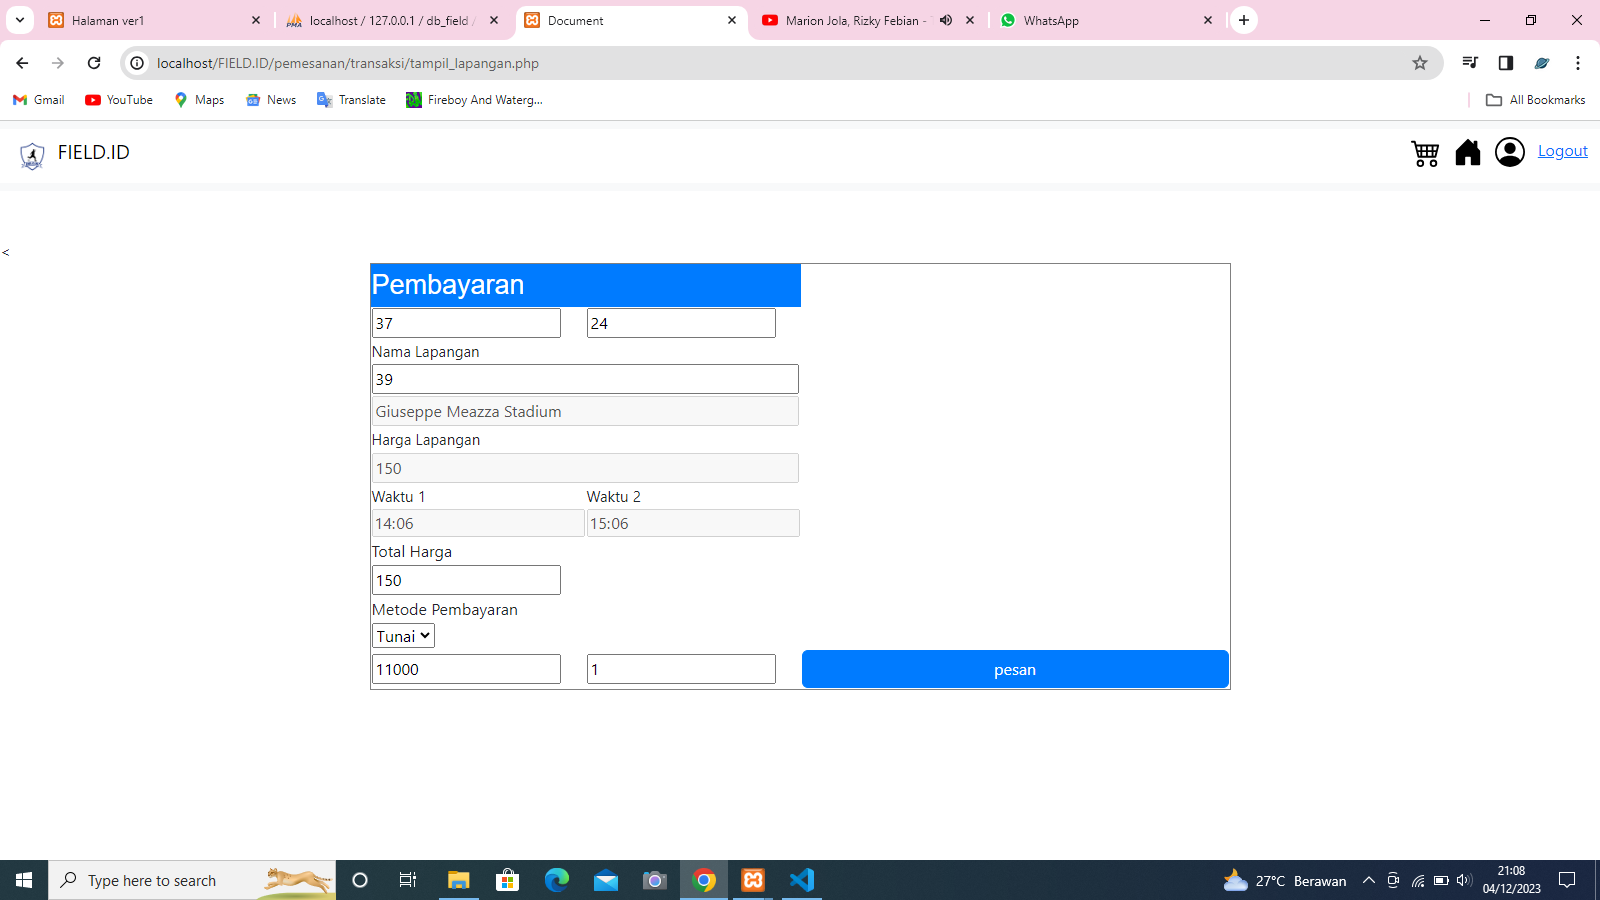 Halaman ver1
localhost / 127.0.0.1 / db_field
Document
Marion Jola, Rizky Febian -
WhatsApp
localhost/FIELD.ID/pemesanan/transaksi/tampil_lapangan.php
Gmail
YouTube
Maps
News
Translate
Fireboy And Waterg...
All Bookmarks
FIELD.ID
Logout
<
Pembayaran
37
24
Nama Lapangan
39
Giuseppe Meazza Stadium
Harga Lapangan
150
Waktu 1
Waktu 2
14:06
15:06
Total Harga
150
Metode Pembayaran
Tunai
11000
1
pesan
Type here to search
27°C Berawan
21:08
04/12/2023